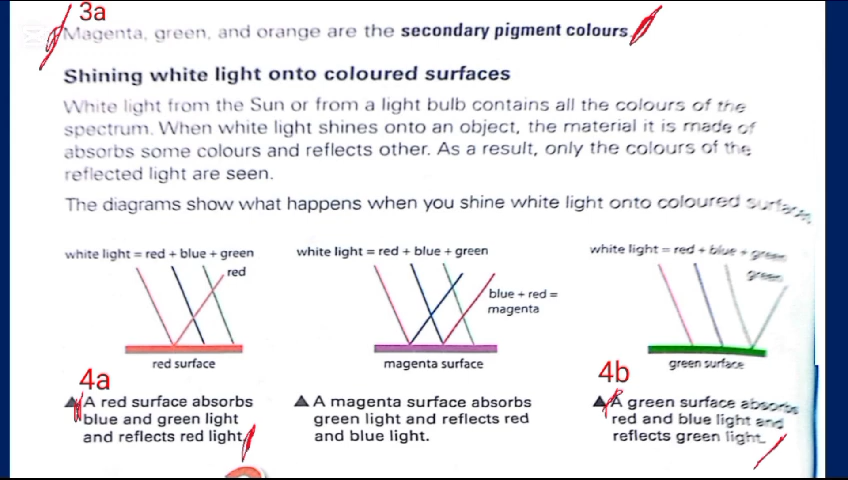 3a
Magenta, green, and orange are the secondary pigment colours
Shining white light onto coloured surfaces
White light from the Sun or from a light bulb contains all the colours of the
spectrum. When white light shines onto an object, the material it is made of
absorbs some colours and reflects other. As a result, only the colours of the
reflected light are seen.
The diagrams show what happens when you shine white light onto coloured surfaces
white light = red + blue + green
red
red surface
white light = red + blue + green
blue + red =
magenta
magenta surface
white light = red + blue + green
green
green surface
4a
A red surface absorbs
blue and green light
and reflects red light
A magenta surface absorbs
green light and reflects red
and blue light.
4b
A green surface absorbs
red and blue light and
reflects green light.